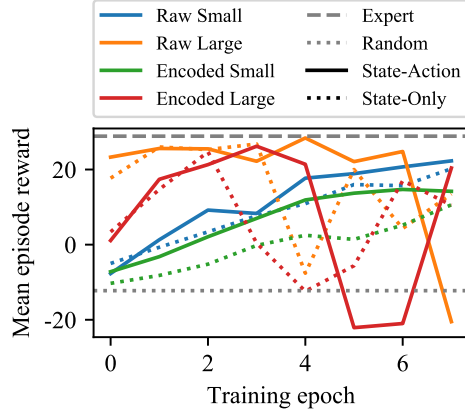 Raw Small
Raw Large
Encoded Small
Encoded Large
Expert
Random
State-Action
State-Only
Mean episode reward
20
0
-20
0
2
4
6
Training epoch